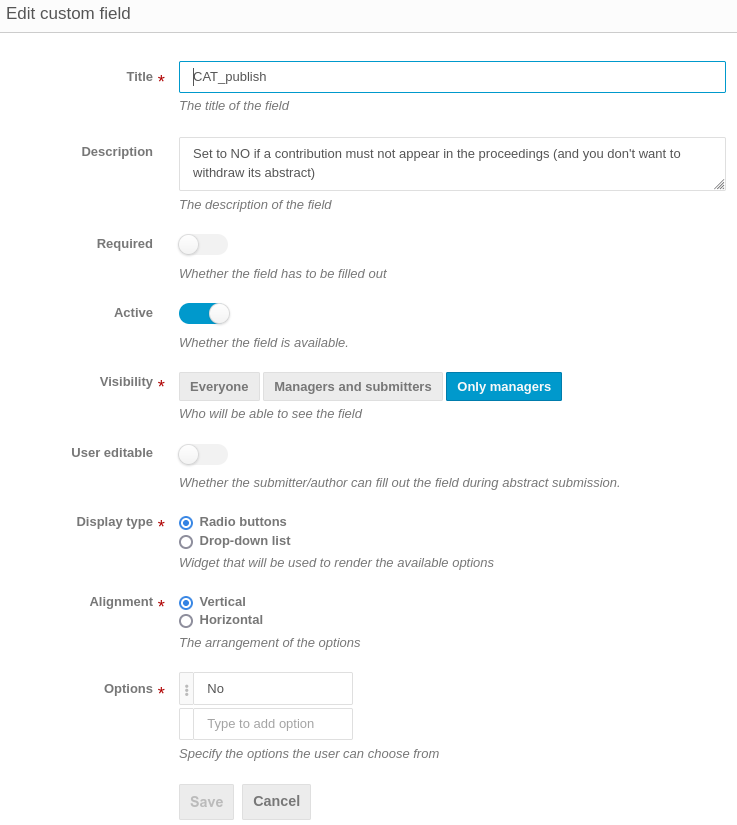 Edit custom field
Title *
CAT_publish
The title of the field
Description
Set to NO if a contribution must not appear in the proceedings (and you don't want to
withdraw its abstract)
The description of the field
Required
Whether the field has to be filled out
Active
Whether the field is available.
Visibility *
Everyone Managers and submitters Only managers
Who will be able to see the field
User editable
Whether the submitter/author can fill out the field during abstract submission.
Display type *
Radio buttons
Drop-down list
Widget that will be used to render the available options
Alignment *
Vertical
Horizontal
The arrangement of the options
Options *
No
Type to add option
Specify the options the user can choose from
Save Cancel